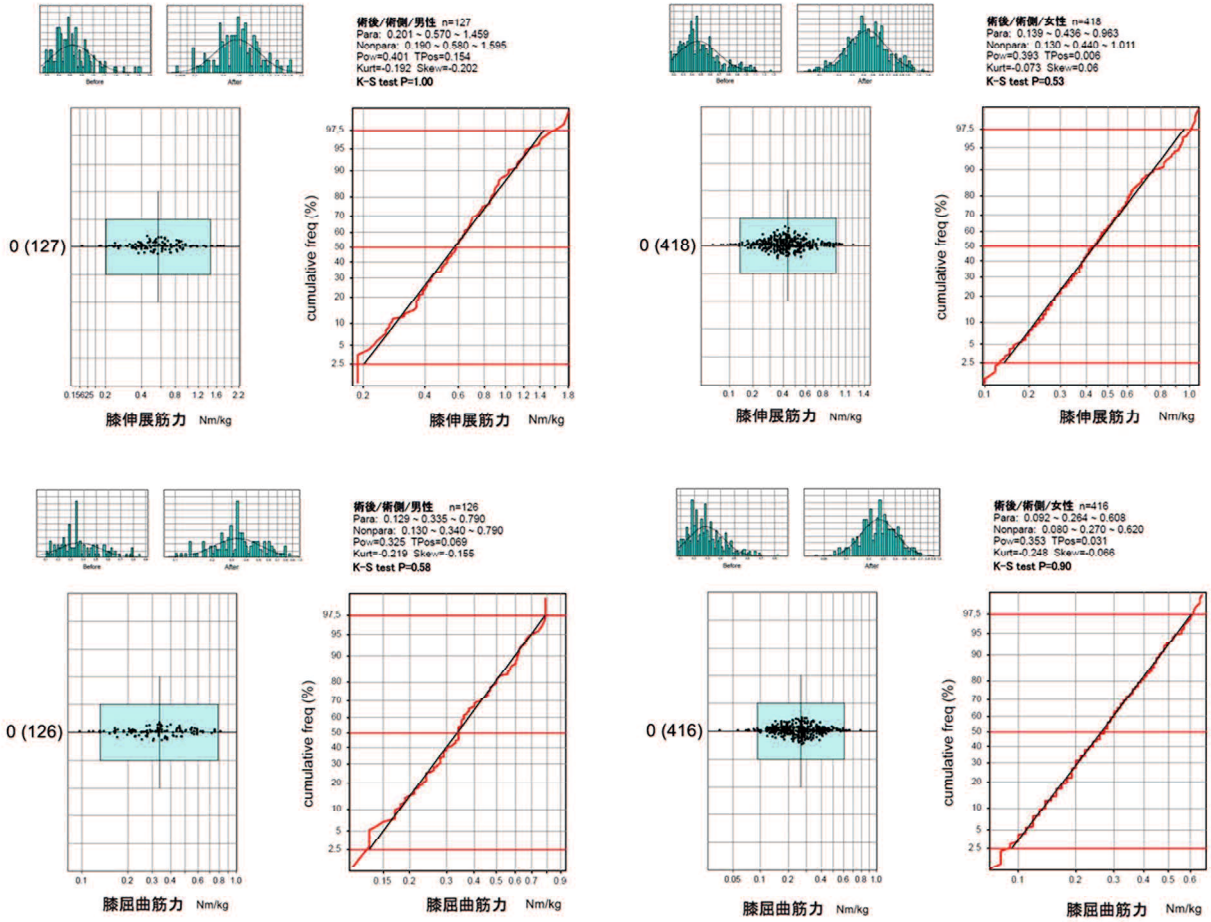 術後/術側/男性 n=127
Para: 0.201 ~ 0.570 ~ 1.459
Nonpara: 0.190 ~ 0.580 ~ 1.595
Pow=0.401 TPos=0.154
Kurt=-0.192 Skew=-0.202
K-S test P=1.00
Before
After
0 (127)
0.15625 0.2 0.4 0.8 1.2 1.6 2.2
膝伸展筋力 Nm/kg
cumulative freq (%)
97.5
95
90
80
70
60
50
40
30
20
10
5
2.5
0.2 0.4 0.6 0.8 1.0 1.2 1.4 1.8
膝伸展筋力 Nm/kg
術後/術側/女性 n=418
Para: 0.139 ~ 0.436 ~ 0.963
Nonpara: 0.130 ~ 0.440 ~ 1.011
Pow=0.393 TPos=0.006
Kurt=-0.073 Skew=0.06
K-S test P=0.53
Before
After
0 (418)
0.1 0.2 0.4 0.6 0.8 1.1 1.4
膝伸展筋力 Nm/kg
cumulative freq (%)
97.5
95
90
80
70
60
50
40
30
20
10
5
2.5
0.1 0.2 0.3 0.4 0.5 0.6 0.8 1.0
膝伸展筋力 Nm/kg
術後/術側/男性 n=126
Para: 0.129 ~ 0.335 ~ 0.790
Nonpara: 0.130 ~ 0.340 ~ 0.790
Pow=0.325 TPos=0.069
Kurt=-0.219 Skew=-0.155
K-S test P=0.58
Before
After
0 (126)
0.1 0.2 0.3 0.4 0.6 0.8 1.0
膝屈曲筋力 Nm/kg
cumulative freq (%)
97.5
95
90
80
70
60
50
40
30
20
10
5
2.5
0.15 0.2 0.3 0.4 0.5 0.6 0.7 0.9
膝屈曲筋力 Nm/kg
術後/術側/女性 n=416
Para: 0.092 ~ 0.264 ~ 0.608
Nonpara: 0.080 ~ 0.270 ~ 0.620
Pow=0.353 TPos=0.031
Kurt=-0.248 Skew=-0.066
K-S test P=0.90
Before
After
0 (416)
0.05 0.1 0.2 0.4 0.6 0.8 1.0
膝屈曲筋力 Nm/kg
cumulative freq (%)
97.5
95
90
80
70
60
50
40
30
20
10
5
2.5
0.1 0.2 0.3 0.4 0.5 0.6
膝屈曲筋力 Nm/kg